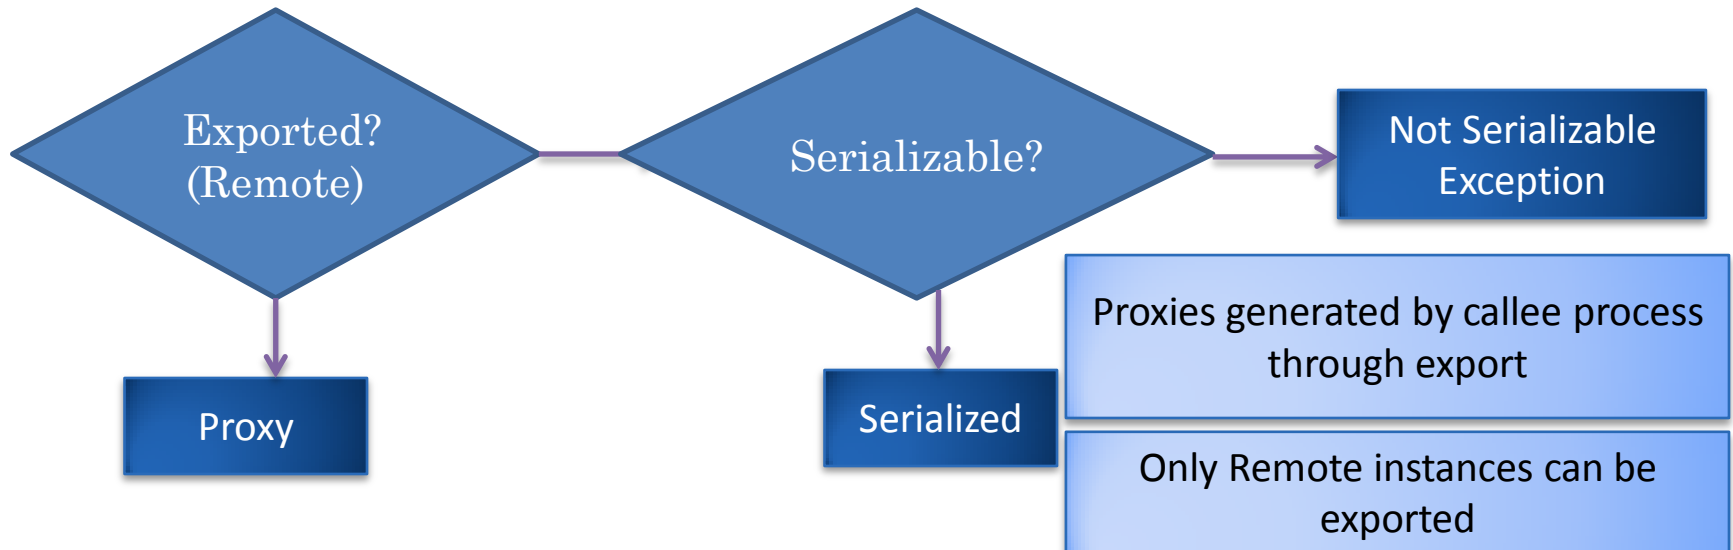 Exported?
(Remote)
Serializable?
Not Serializable
Exception
Proxy
Serialized
Proxies generated by callee process
through export
Only Remote instances can be
exported